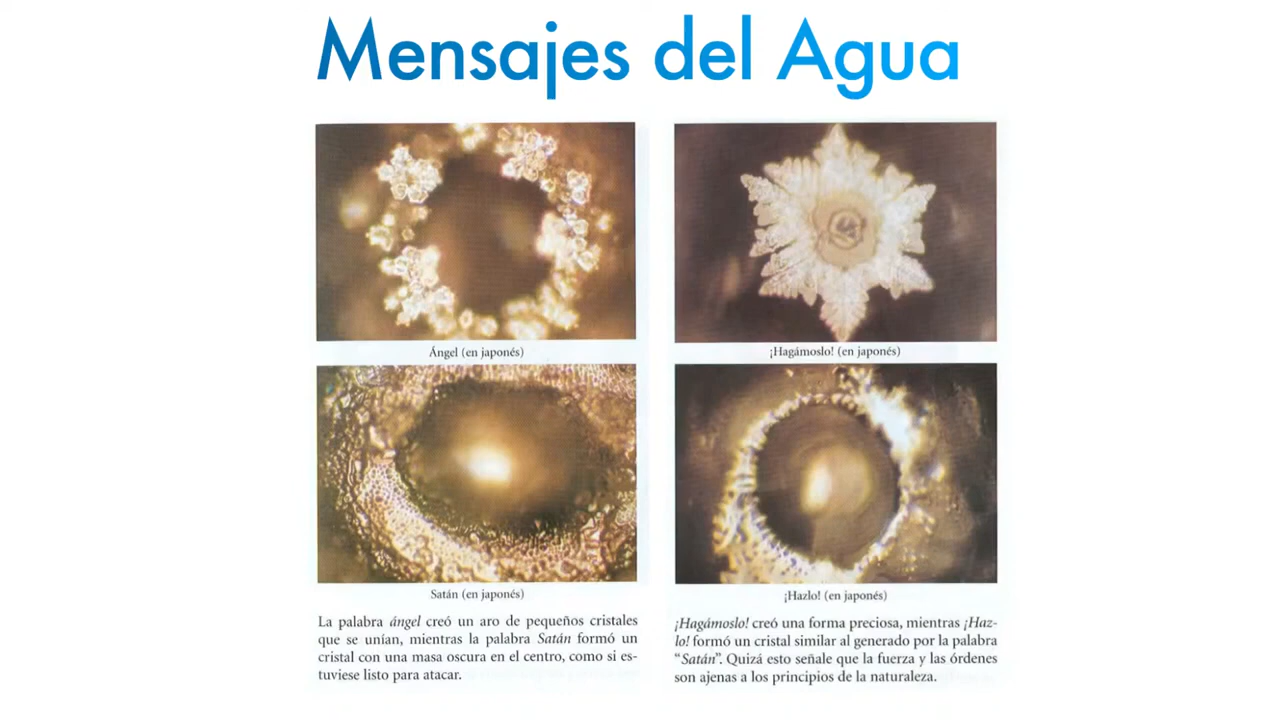 Mensajes del Agua
Ángel (en japonés)
Satán (en japonés)
La palabra ángel creó un aro de pequeños cristales
que se unían, mientras la palabra Satán formó un
cristal con una masa oscura en el centro, como si es-
tuviese listo para atacar.
¡Hagámoslo! (en japonés)
¡Hazlo! (en japonés)
¡Hagámoslo! creó una forma preciosa, mientras ¡Haz-
lo! formó un cristal similar al generado por la palabra
“Satán”. Quizá esto señale que la fuerza y las órdenes
son ajenas a los principios de la naturaleza.